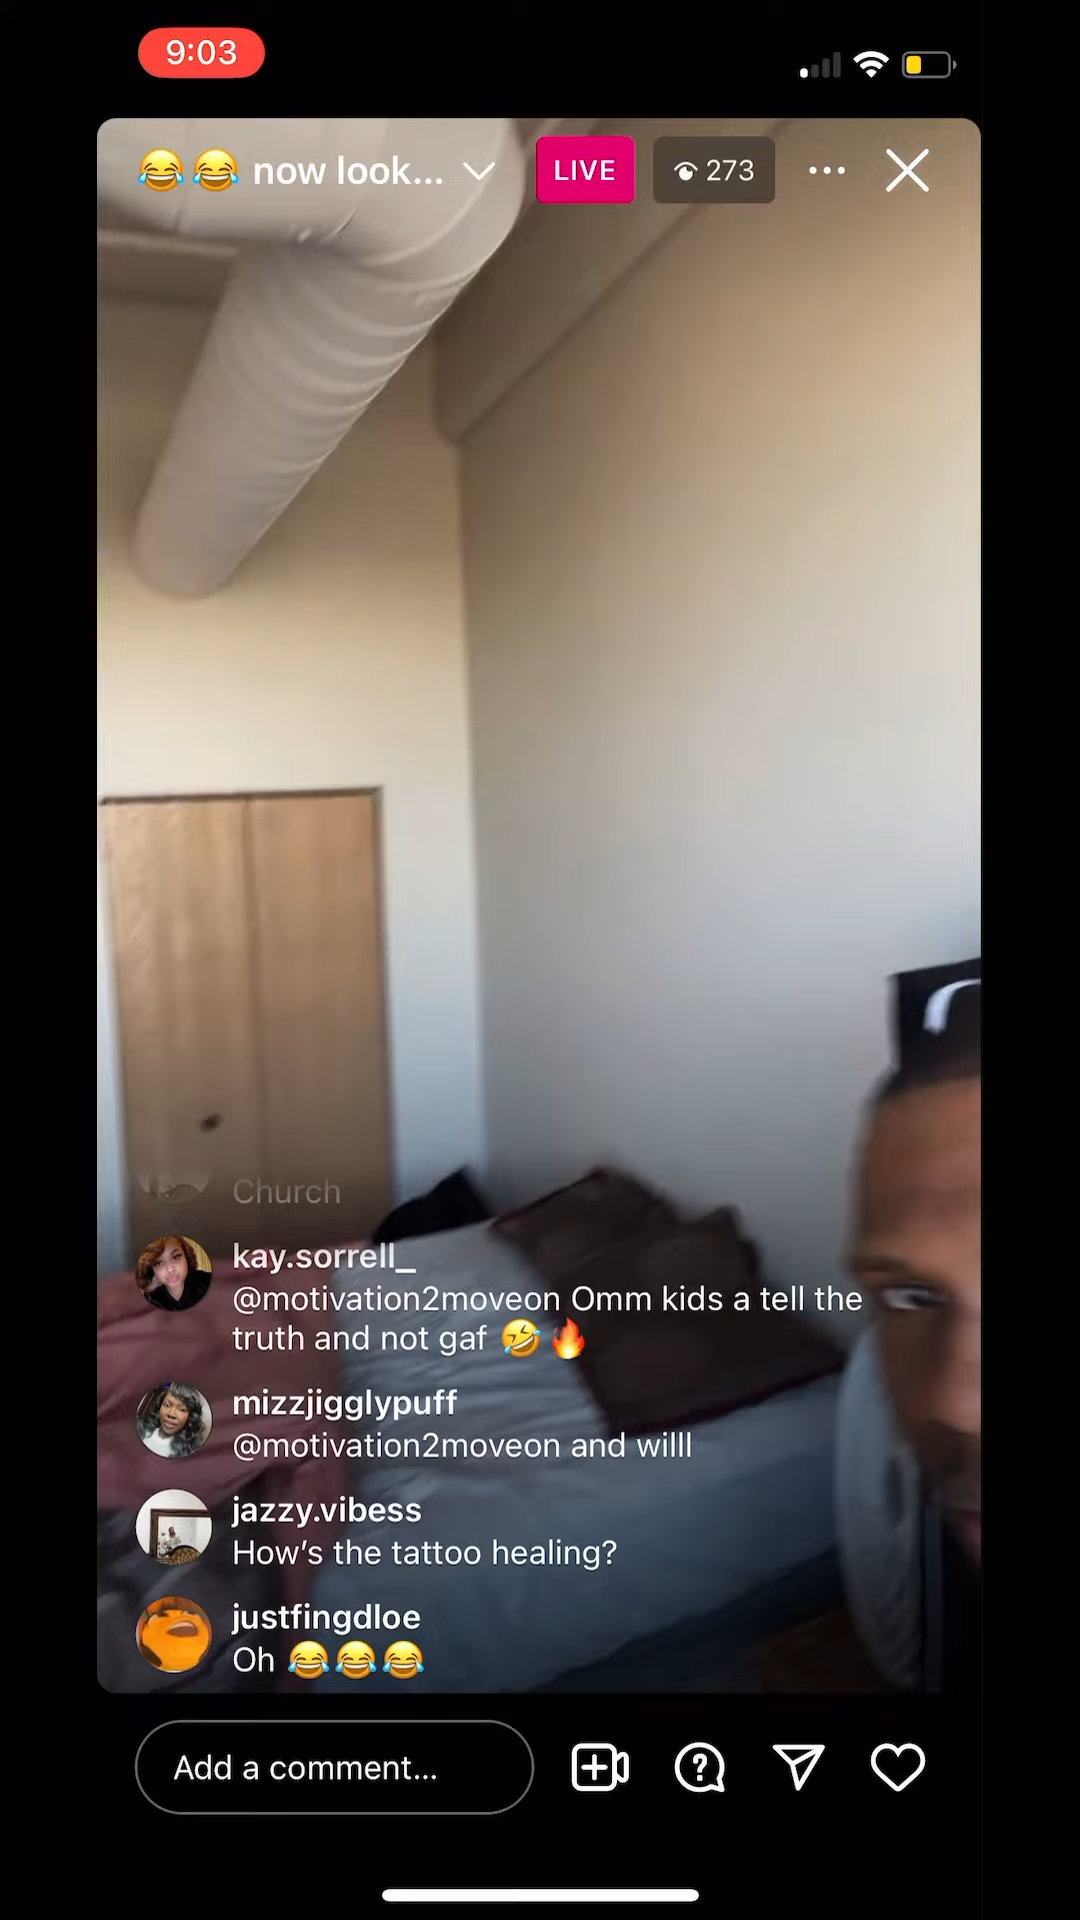 9:03
😂😂 now look...
LIVE
273
Church
kay.sorrell_
@motivation2moveon Omm kids a tell the
truth and not gaf 🤣🔥
mizzjigglypuff
@motivation2moveon and willl
jazzy.vibess
How's the tattoo healing?
justfingdloe
Oh 😂😂😂
Add a comment...